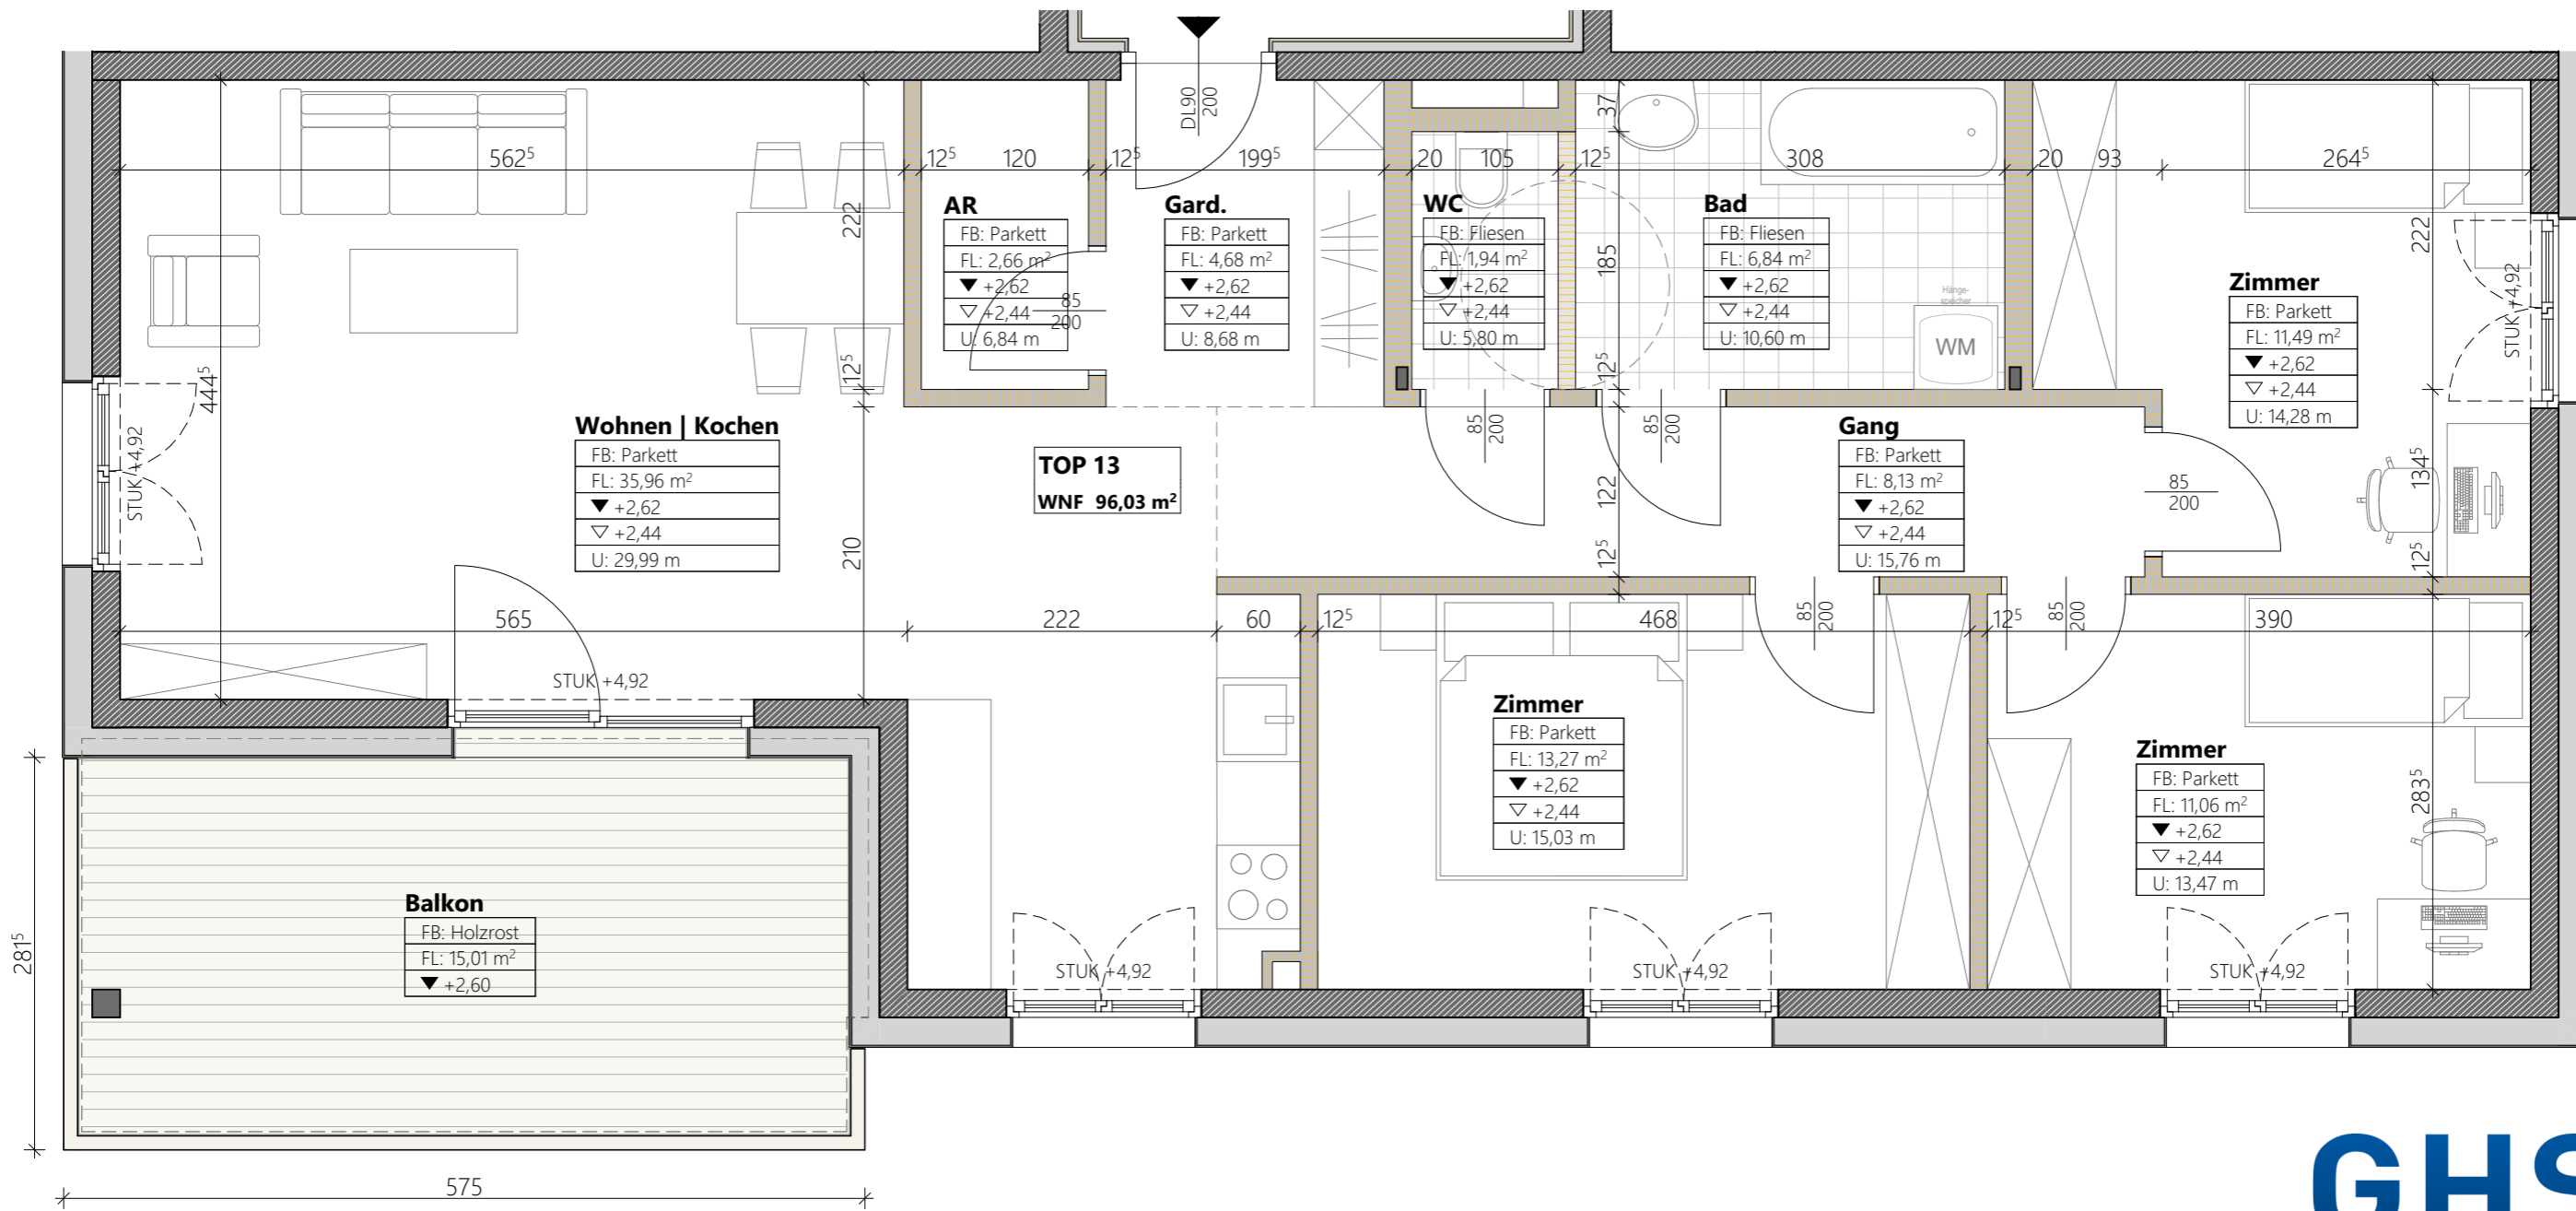 DL90
200
37
562⁵
12⁵
120
12⁵
199⁵
20
105
12⁵
308
20
93
264⁵
AR
FB: Parkett
FL: 2,66 m²
▼ +2,62
▽ +2,44
U: 6,84 m
85
200
Gard.
FB: Parkett
FL: 4,68 m²
▼ +2,62
▽ +2,44
U: 8,68 m
WC
FB: Fliesen
FL: 1,94 m²
▼ +2,62
▽ +2,44
U: 5,80 m
Bad
FB: Fliesen
FL: 6,84 m²
▼ +2,62
▽ +2,44
U: 10,60 m
Hänge-
speicher
WM
Zimmer
FB: Parkett
FL: 11,49 m²
▼ +2,62
▽ +2,44
U: 14,28 m
222
185
222
STUK +4,92
444⁵
12⁵
12⁵
STUK +4,92
Wohnen | Kochen
FB: Parkett
FL: 35,96 m²
▼ +2,62
▽ +2,44
U: 29,99 m
TOP 13
WNF 96,03 m²
85
200
85
200
Gang
FB: Parkett
FL: 8,13 m²
▼ +2,62
▽ +2,44
U: 15,76 m
85
200
134⁵
122
210
12⁵
12⁵
565
222
60
12⁵
468
85
200
12⁵
85
200
390
STUK +4,92
Zimmer
FB: Parkett
FL: 13,27 m²
▼ +2,62
▽ +2,44
U: 15,03 m
Zimmer
FB: Parkett
FL: 11,06 m²
▼ +2,62
▽ +2,44
U: 13,47 m
283⁵
Balkon
FB: Holzrost
FL: 15,01 m²
▼ +2,60
281⁵
STUK +4,92
STUK +4,92
STUK +4,92
575
GHS